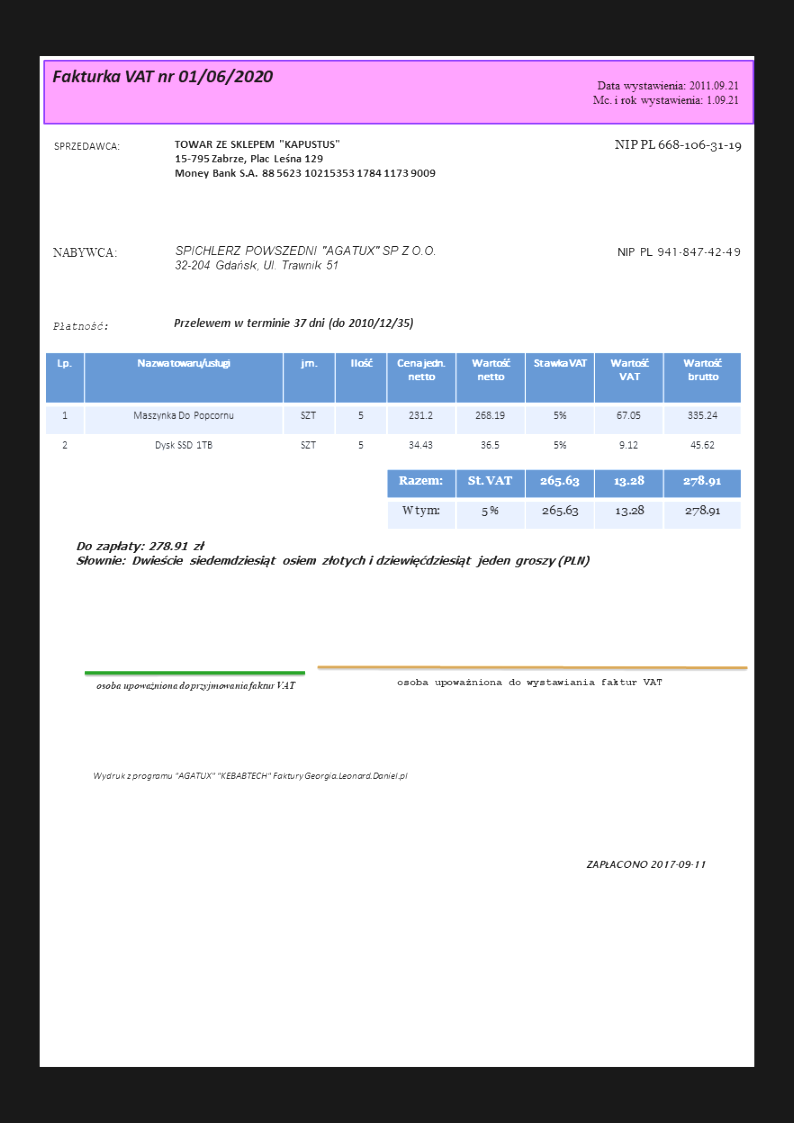 Fakturka VAT nr 01/06/2020
Data wystawienia: 2011.09.21
Mc. i rok wystawienia: 1.09.21
SPRZEDAWCA: TOWAR ZE SKLEPEM "KAPUSTUS" NIP PL 668-106-31-19
15-795 Zabrze, Plac Leśna 129
Money Bank S.A. 88 5623 1021 5353 1784 1173 9009
NABYWCA: SPICHLERZ POWSZEDNI "AGATUX" SP Z O.O. NIP PL 941-847-42-49
32-204 Gdańsk, Ul. Trawnik 51
Płatność: Przelewem w terminie 37 dni (do 2010/12/35)
Lp. Nazwa towaru/usługi jm. Ilość Cena jedn. Wartość Stawka VAT Wartość Wartość
netto netto VAT brutto
1 Maszynka Do Popcornu SZT 5 231.2 268.19 5% 67.05 335.24
2 Dysk SSD 1TB SZT 5 34.43 36.5 5% 9.12 45.62
Razem: St. VAT 265.63 13.28 278.91
W tym: 5% 265.63 13.28 278.91
Do zapłaty: 278.91 zł
Słownie: Dwieście siedemdziesiąt osiem złotych i dziewięćdziesiąt jeden groszy (PLN)
osoba upoważniona do przyjmowania faktur VAT
osoba upoważniona do wystawiania faktur VAT
Wydruk z programu "AGATUX" "KEBABTECH" Faktury Georgia.Leonard.Daniel.pl
ZAPŁACONO 2017-09-11